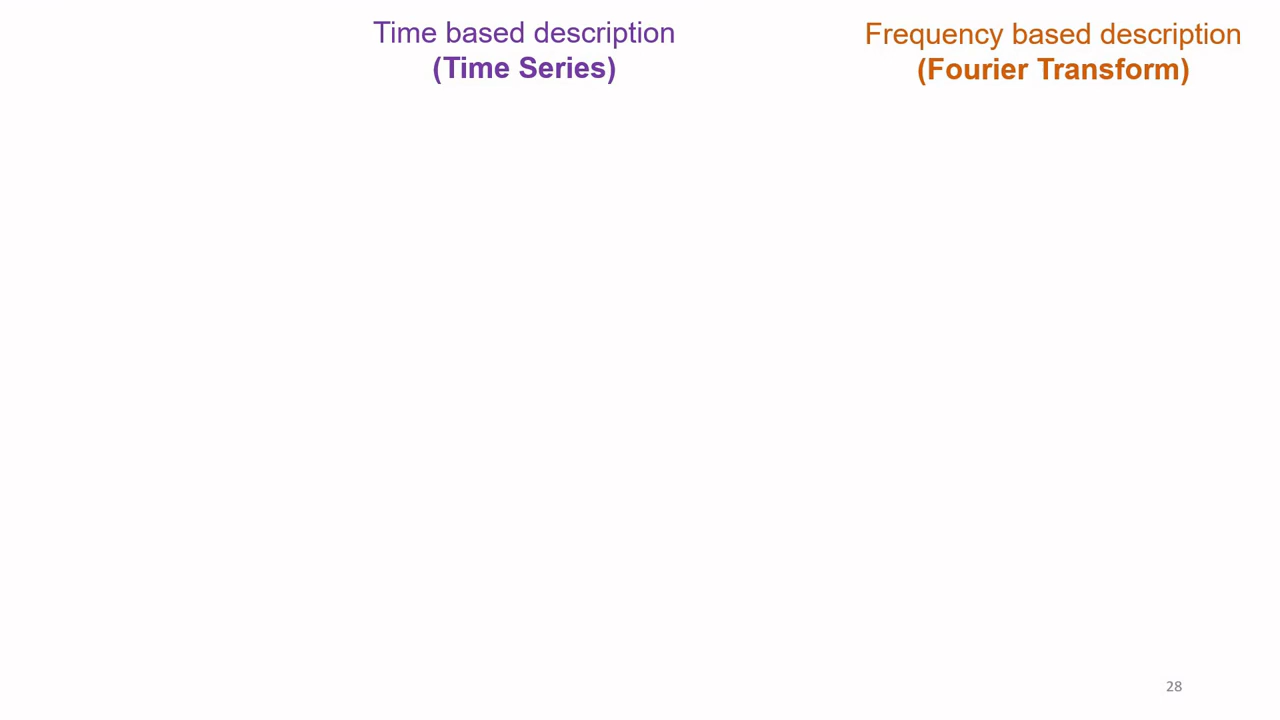 Time based description
(Time Series)
Frequency based description
(Fourier Transform)
28